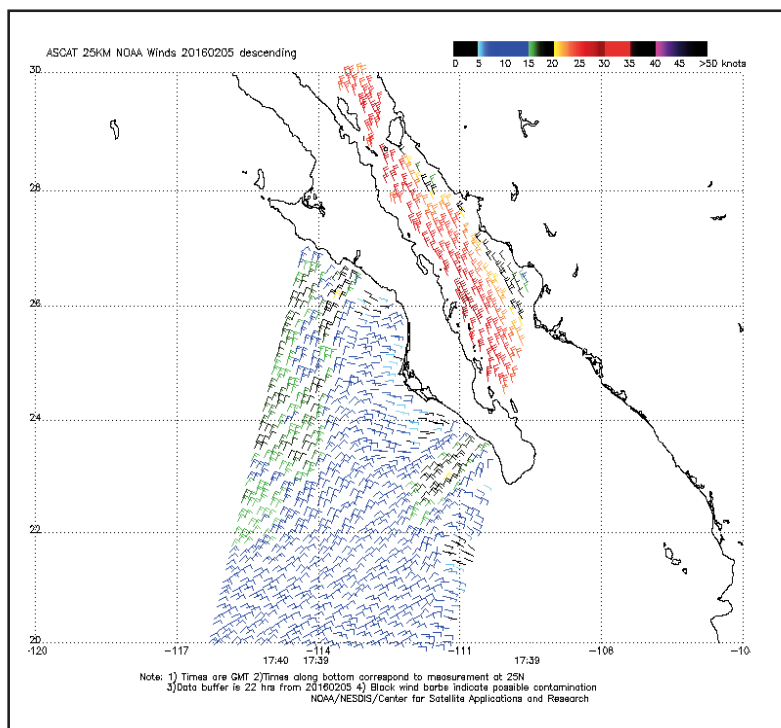 ASCAT 25KM NOAA Winds 20160205 descending
0 5 10 15 20 25 30 35 40 45 >50 knots
30
28
26
24
22
20
-120 -117 -114 -111 -108 -10
17:40 17:39 17:39
Note: 1) Times are GMT 2)Times along bottom correspond to measurement at 25N
3)Data buffer is 22 hrs from 20160205 4) Black wind barbs indicate possible contamination
NOAA/NESDIS/Center for Satellite Applications and Research